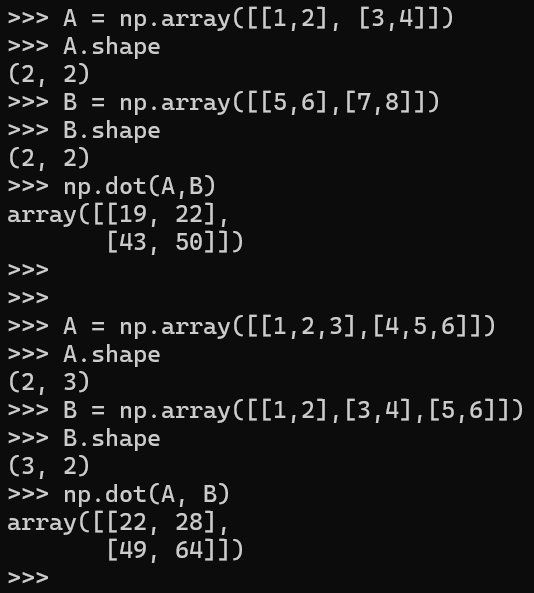 >>> A = np.array([[1,2], [3,4]])
>>> A.shape
(2, 2)
>>> B = np.array([[5,6],[7,8]])
>>> B.shape
(2, 2)
>>> np.dot(A,B)
array([[19, 22],
       [43, 50]])
>>>
>>>
>>> A = np.array([[1,2,3],[4,5,6]])
>>> A.shape
(2, 3)
>>> B = np.array([[1,2],[3,4],[5,6]])
>>> B.shape
(3, 2)
>>> np.dot(A, B)
array([[22, 28],
       [49, 64]])
>>>